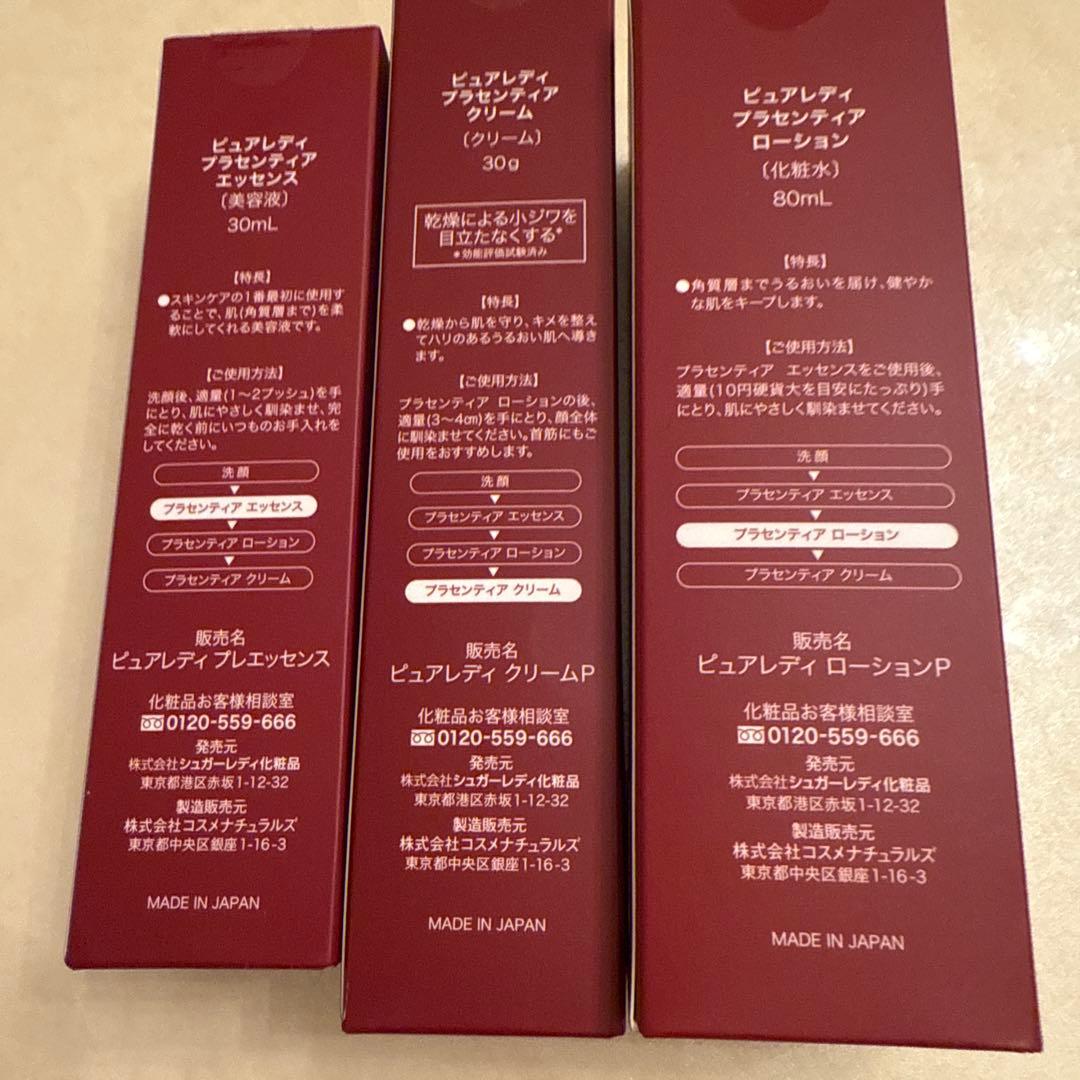 ピュアレディ
プラセンティア
エッセンス
〔美容液〕
30mL
【特長】
●スキンケアの1番最初に使用す
ることで、肌(角質層まで)を柔
軟にしてくれる美容液です。
【ご使用方法】
洗顔後、適量(1〜2プッシュ)を手
にとり、肌にやさしく馴染ませ、完
全に乾く前にいつものお手入れを
してください。
洗顔
プラセンティア エッセンス
プラセンティア ローション
プラセンティア クリーム
販売名
ピュアレディ プレエッセンス
化粧品お客様相談室
0120-559-666
発売元
株式会社シュガーレディ化粧品
東京都港区赤坂1-12-32
製造販売元
株式会社コスメナチュラルズ
東京都中央区銀座1-16-3
MADE IN JAPAN
ピュアレディ
プラセンティア
クリーム
〔クリーム〕
30g
乾燥による小ジワを
目立たなくする*
*効能評価試験済み
【特長】
●乾燥から肌を守り、キメを整え
てハリのあるうるおい肌へ導き
ます。
【ご使用方法】
プラセンティア ローションの後、
適量(3〜4㎝)を手にとり、顔全体
に馴染ませてください。首筋にもご
使用をおすすめします。
洗顔
プラセンティア エッセンス
プラセンティア ローション
プラセンティア クリーム
販売名
ピュアレディ クリームP
化粧品お客様相談室
0120-559-666
発売元
株式会社シュガーレディ化粧品
東京都港区赤坂1-12-32
製造販売元
株式会社コスメナチュラルズ
東京都中央区銀座1-16-3
MADE IN JAPAN
ピュアレディ
プラセンティア
ローション
〔化粧水〕
80mL
【特長】
●角質層までうるおいを届け、健やか
な肌をキープします。
【ご使用方法】
プラセンティア エッセンスをご使用後、
適量(10円硬貨大を目安にたっぷり)手
にとり、肌にやさしく馴染ませてください。
洗顔
プラセンティア エッセンス
プラセンティア ローション
プラセンティア クリーム
販売名
ピュアレディ ローションP
化粧品お客様相談室
0120-559-666
発売元
株式会社シュガーレディ化粧品
東京都港区赤坂1-12-32
製造販売元
株式会社コスメナチュラルズ
東京都中央区銀座1-16-3
MADE IN JAPAN